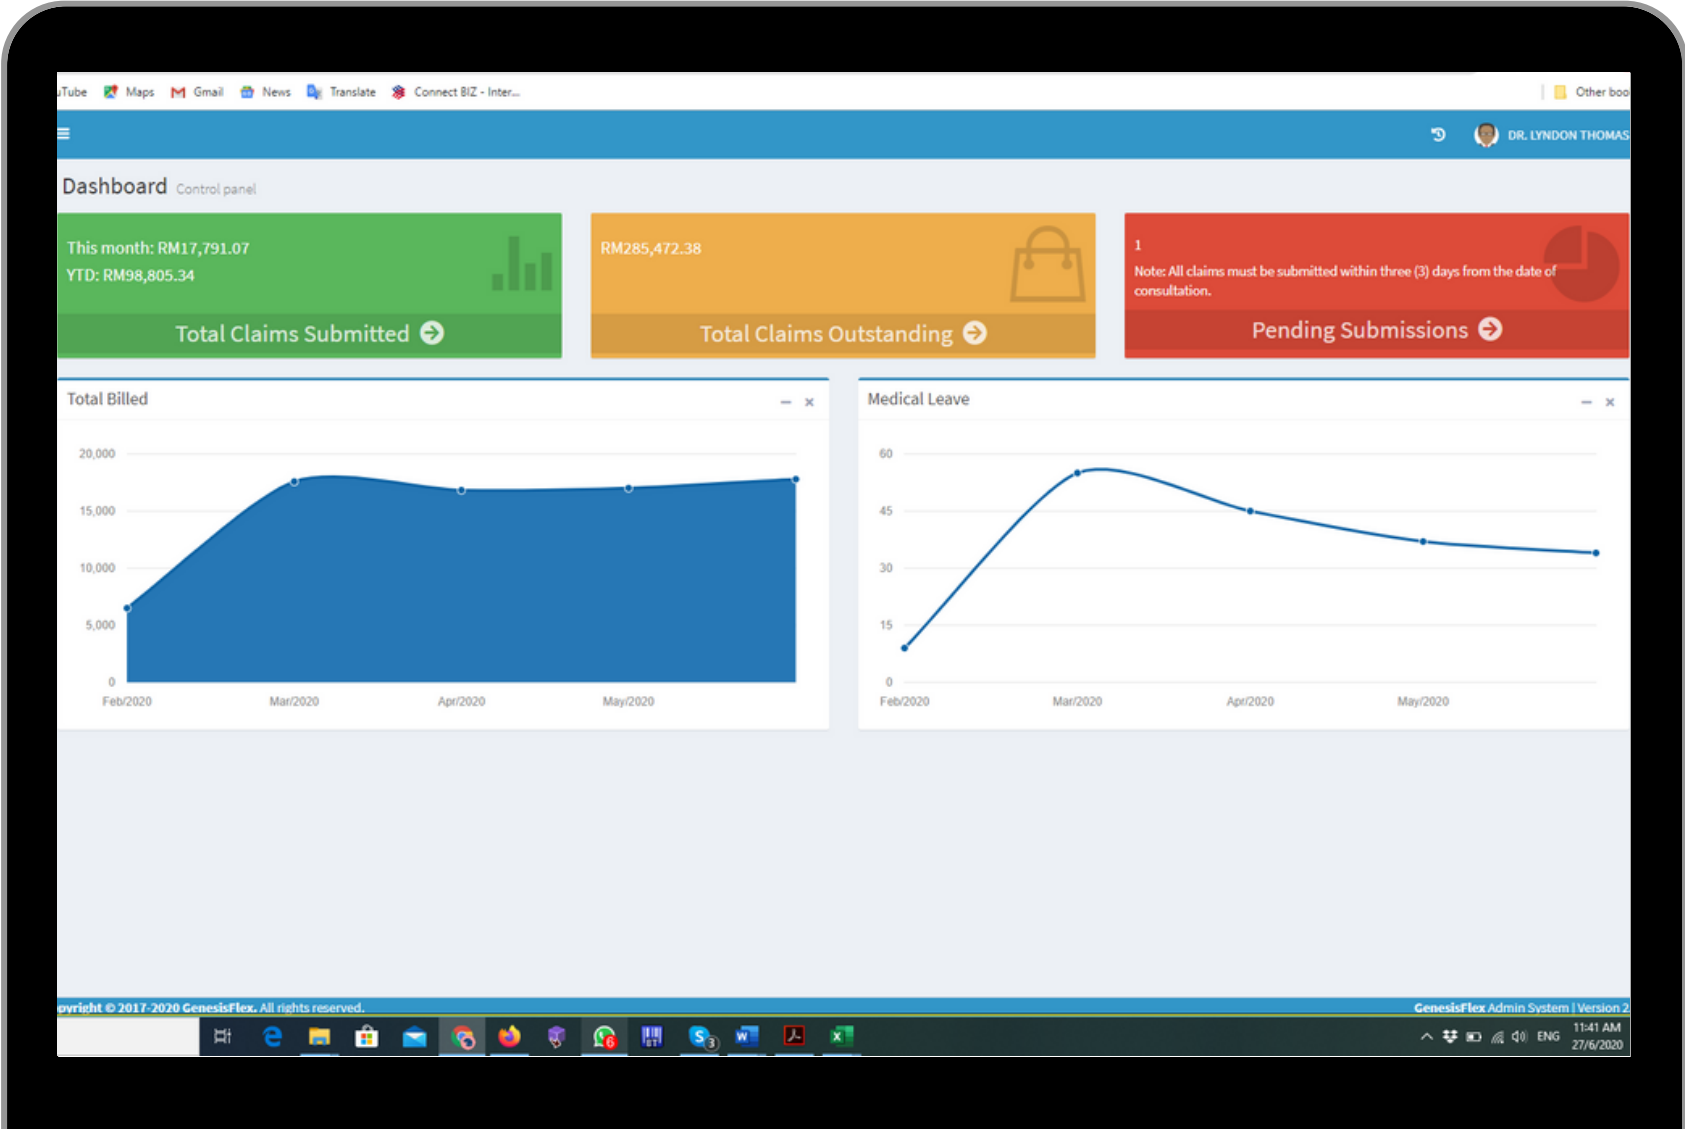 uTube Maps Gmail News Translate Connect BIZ - Inter... Other boo
DR. LYNDON THOMAS
Dashboard Control panel
This month: RM17,791.07
YTD: RM98,805.34
Total Claims Submitted
RM285,472.38
Total Claims Outstanding
1
Note: All claims must be submitted within three (3) days from the date of
consultation.
Pending Submissions
Total Billed
20,000
15,000
10,000
5,000
0
Feb/2020 Mar/2020 Apr/2020 May/2020
Medical Leave
60
45
30
15
0
Feb/2020 Mar/2020 Apr/2020 May/2020
opyright © 2017-2020 GenesisFlex. All rights reserved.
GenesisFlex Admin System | Version 2
6
S 3
W
X
ENG
11:41 AM
27/6/2020